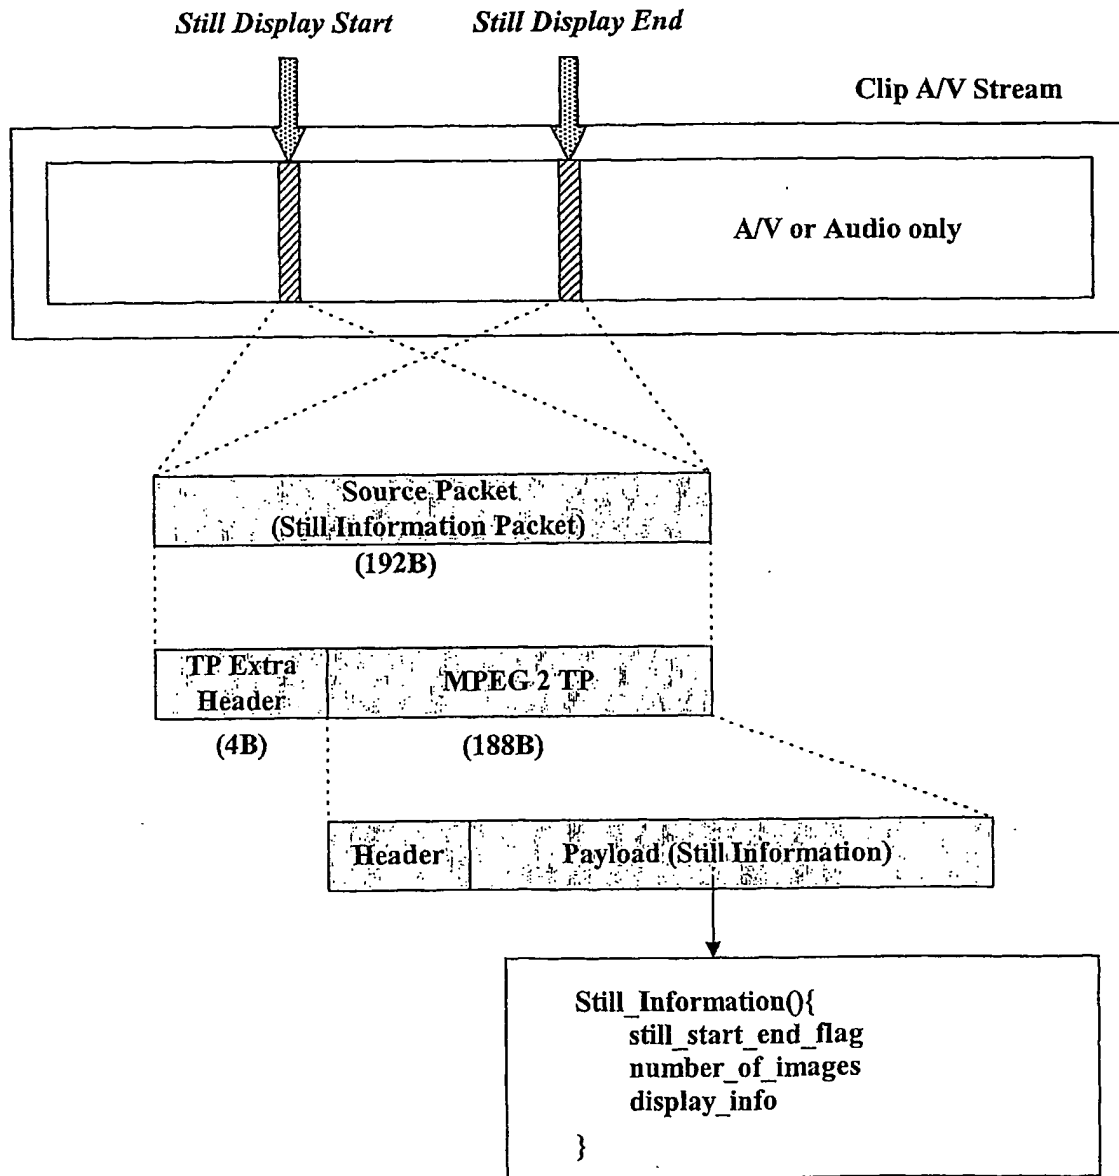 Still Display Start
Still Display End
Clip A/V Stream
A/V or Audio only
Source Packet
(Still Information Packet)
(192B)
TP Extra
Header
MPEG 2 TP
(4B)
(188B)
Header
Payload (Still Information)
Still_Information(){
still_start_end_flag
number_of_images
display_info
}